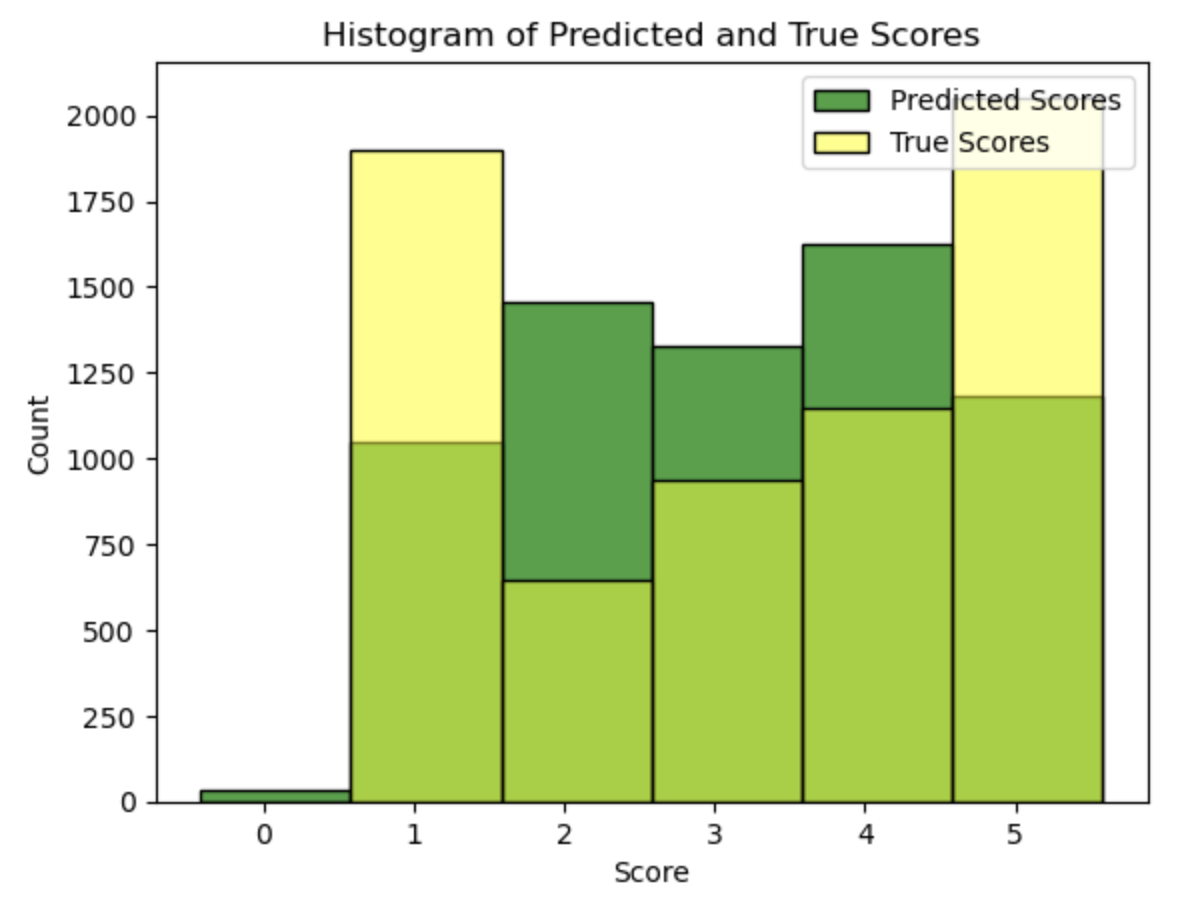 Histogram of Predicted and True Scores
Predicted Scores
True Scores
2000
1750
1500
1250
1000
750
500
250
0
Count
0 1 2 3 4 5
Score